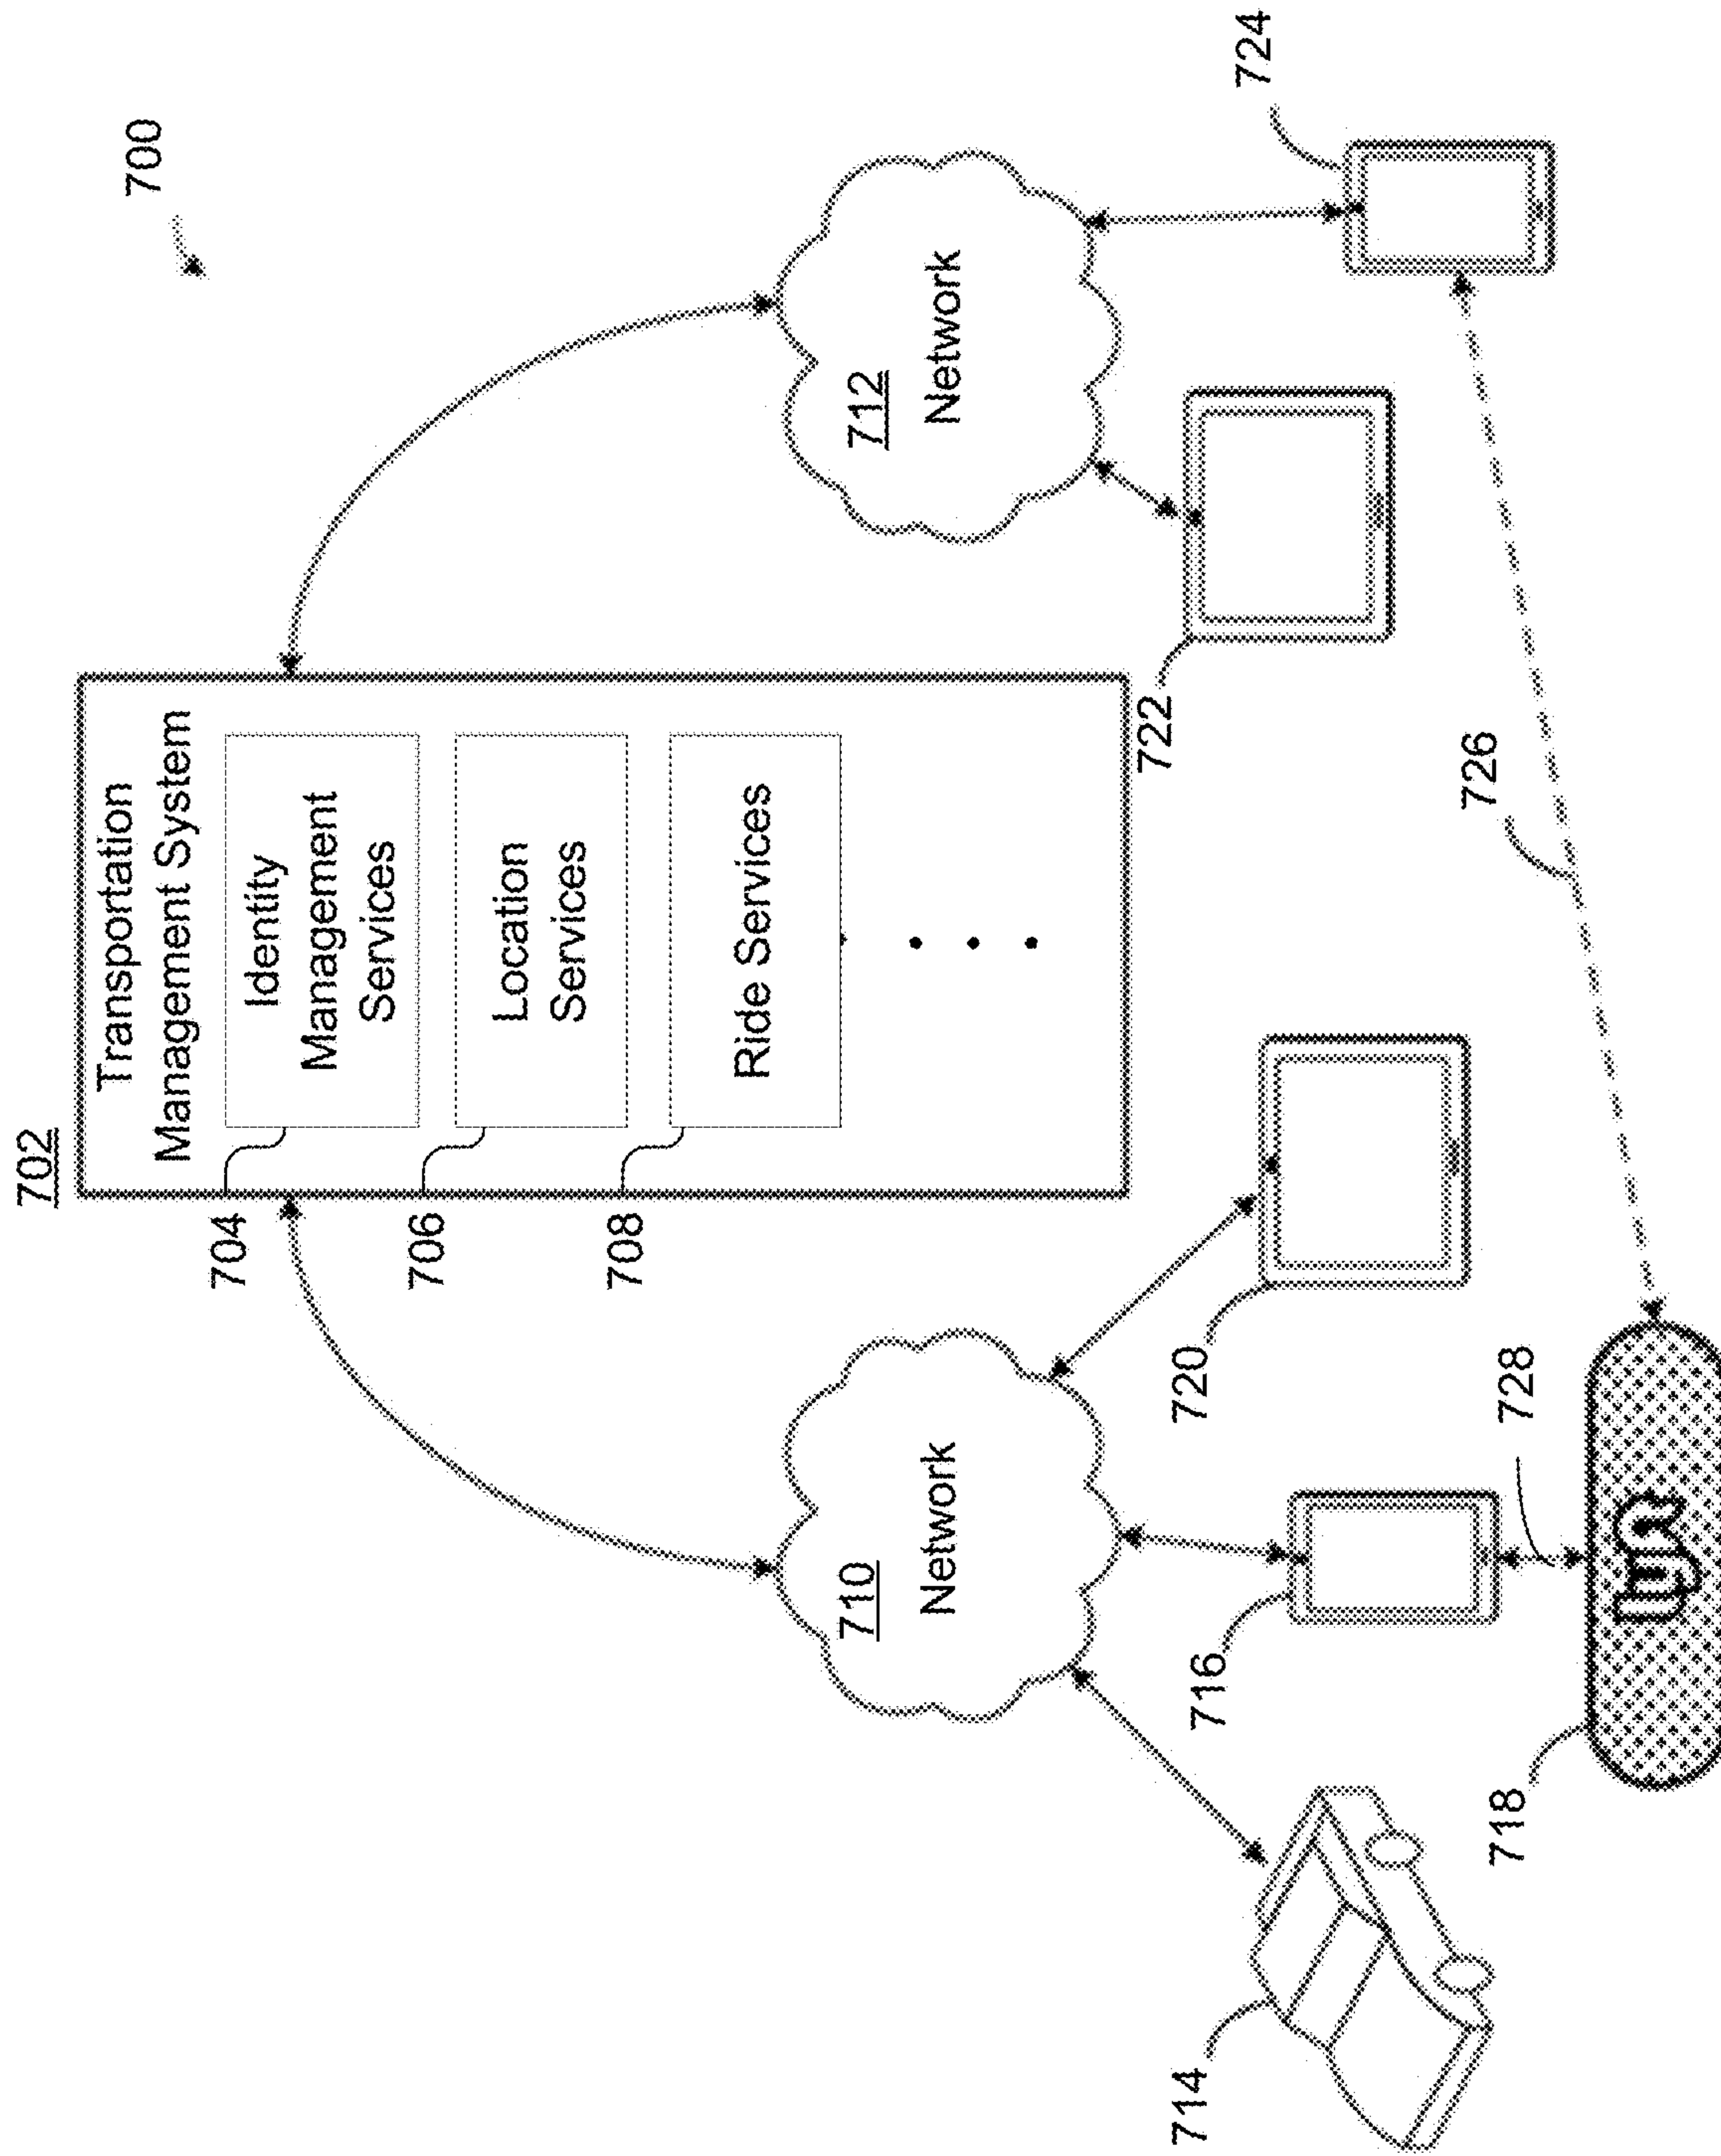 700
702
Transportation
Management System
704
Identity
Management
Services
706
Location
Services
708
Ride Services
710
Network
712
Network
714
716
720
722
724
718
728
726
lyft